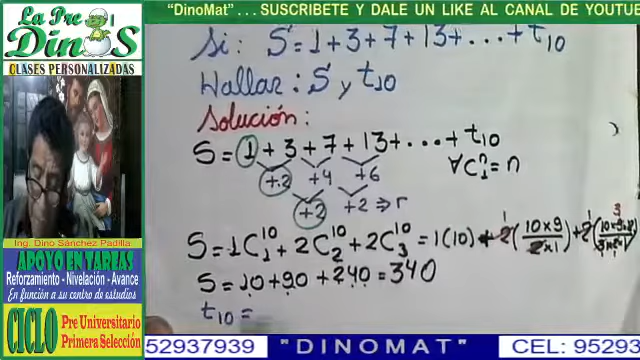 La Pre
DinoS
CLASES PERSONALIZADAS
"DinoMat". . . SUSCRIBETE Y DALE UN LIKE AL CANAL DE YOUTUBE
Si: S = 1 + 3 + 7 + 13 + ... + t10
Hallar: S y t10
Solución:
S = 1 + 3 + 7 + 13 + ... + t10
+2 +4 +6
∀ C₁ⁿ = n
+2 +2 ⇒ r
S = 1C₁¹⁰ + 2C₂¹⁰ + 2C₃¹⁰ = 1(10) + 2(10×9/2×1) + 2(10×9×8/3×2×1)
S = 10 + 90 + 240 = 340
t10 =
Ing. Dino Sánchez Padilla.
APOYO EN TAREAS
Reforzamiento - Nivelación - Avance
En función a su centro de estudios
CICLO Pre Universitario
Primera Selección
52937939 "DINOMAT" CEL: 95293